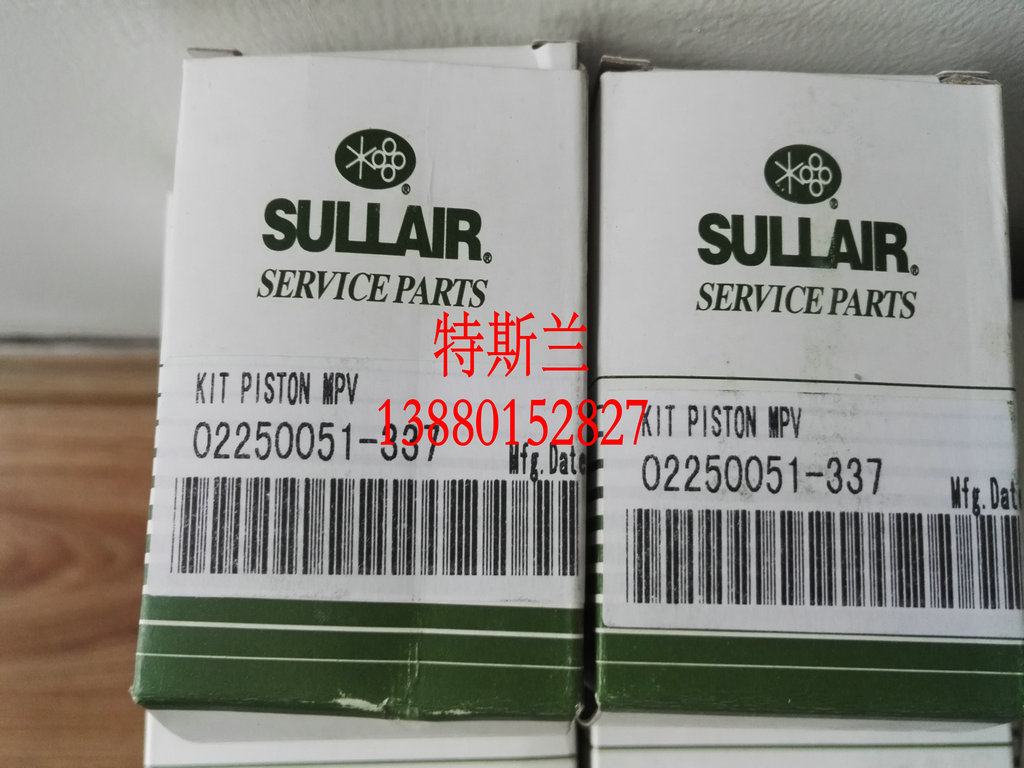 SULLAIR®
SERVICE PARTS
KIT PISTON MPV
02250051-337
Mfg.Date
SULLAIR®
SERVICE PARTS
KIT PISTON MPV
02250051-337
Mfg.Dat
特斯兰
13880152827